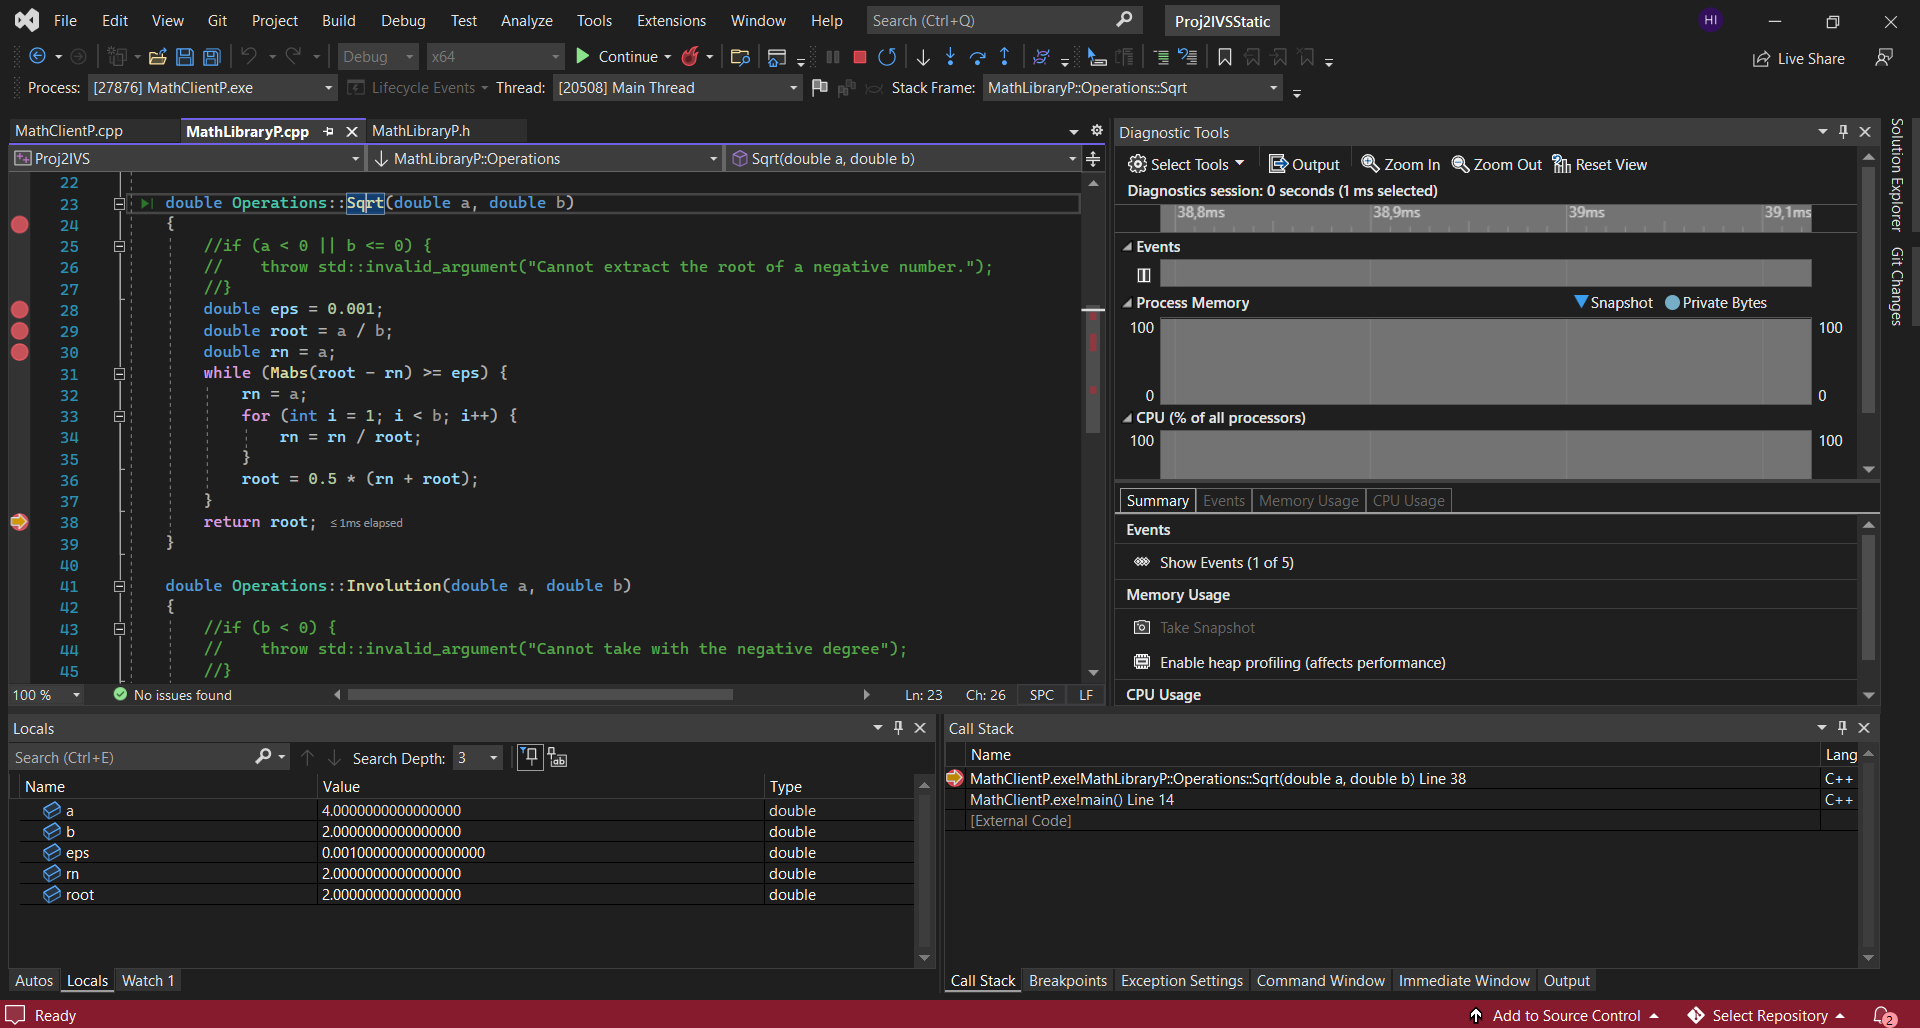 File Edit View Git Project Build Debug Test Analyze Tools Extensions Window Help Search (Ctrl+Q) Proj2IVSStatic HI
Debug x64 Continue Live Share
Process: [27876] MathClientP.exe Lifecycle Events Thread: [20508] Main Thread Stack Frame: MathLibraryP::Operations::Sqrt
MathClientP.cpp MathLibraryP.cpp MathLibraryP.h
Proj2IVS MathLibraryP::Operations Sqrt(double a, double b)
22
23 double Operations::Sqrt(double a, double b)
24 {
25 //if (a < 0 || b <= 0) {
26 //    throw std::invalid_argument("Cannot extract the root of a negative number.");
27 //}
28 double eps = 0.001;
29 double root = a / b;
30 double rn = a;
31 while (Mabs(root - rn) >= eps) {
32 rn = a;
33 for (int i = 1; i < b; i++) {
34 rn = rn / root;
35 }
36 root = 0.5 * (rn + root);
37 }
38 return root; ≤ 1ms elapsed
39 }
40
41 double Operations::Involution(double a, double b)
42 {
43 //if (b < 0) {
44 //    throw std::invalid_argument("Cannot take with the negative degree");
45 //}
100 % No issues found Ln: 23 Ch: 26 SPC LF
Diagnostic Tools
Select Tools Output Zoom In Zoom Out Reset View
Diagnostics session: 0 seconds (1 ms selected)
38,8ms 38,9ms 39ms 39,1ms
Events
Process Memory Snapshot Private Bytes
100 100
0 0
CPU (% of all processors)
100 100
Summary Events Memory Usage CPU Usage
Events
Show Events (1 of 5)
Memory Usage
Take Snapshot
Enable heap profiling (affects performance)
CPU Usage
Solution Explorer
Git Changes
Locals
Search (Ctrl+E) Search Depth: 3
Name Value Type
a 4.0000000000000000 double
b 2.0000000000000000 double
eps 0.0010000000000000000 double
rn 2.0000000000000000 double
root 2.0000000000000000 double
Autos Locals Watch 1
Call Stack
Name Lang
MathClientP.exe!MathLibraryP::Operations::Sqrt(double a, double b) Line 38 C++
MathClientP.exe!main() Line 14 C++
[External Code]
Call Stack Breakpoints Exception Settings Command Window Immediate Window Output
Ready Add to Source Control Select Repository 2